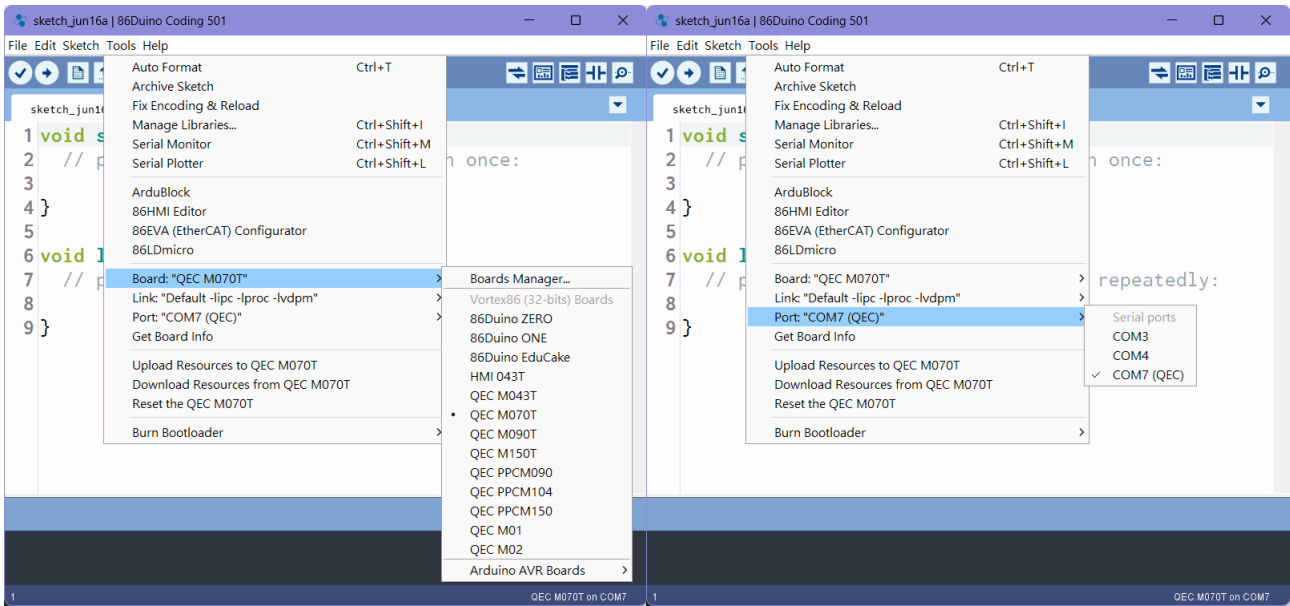 sketch_jun16a | 86Duino Coding 501
File Edit Sketch Tools Help
Auto Format Ctrl+T
Archive Sketch
Fix Encoding & Reload
Manage Libraries... Ctrl+Shift+I
Serial Monitor Ctrl+Shift+M
Serial Plotter Ctrl+Shift+L
ArduBlock
86HMI Editor
86EVA (EtherCAT) Configurator
86LDmicro
Board: "QEC M070T"
Link: "Default -lipc -lproc -lvdpm"
Port: "COM7 (QEC)"
Get Board Info
Upload Resources to QEC M070T
Download Resources from QEC M070T
Reset the QEC M070T
Burn Bootloader
Boards Manager...
Vortex86 (32-bits) Boards
86Duino ZERO
86Duino ONE
86Duino EduCake
HMI 043T
QEC M043T
QEC M070T
QEC M090T
QEC M150T
QEC PPCM090
QEC PPCM104
QEC PPCM150
QEC M01
QEC M02
Arduino AVR Boards
sketch_jun16
1 void s
2 // p n once:
3
4 }
5
6 void l
7 // p
8
9 }
1 QEC M070T on COM7
sketch_jun16a | 86Duino Coding 501
File Edit Sketch Tools Help
Auto Format Ctrl+T
Archive Sketch
Fix Encoding & Reload
Manage Libraries... Ctrl+Shift+I
Serial Monitor Ctrl+Shift+M
Serial Plotter Ctrl+Shift+L
ArduBlock
86HMI Editor
86EVA (EtherCAT) Configurator
86LDmicro
Board: "QEC M070T"
Link: "Default -lipc -lproc -lvdpm"
Port: "COM7 (QEC)"
Get Board Info
Upload Resources to QEC M070T
Download Resources from QEC M070T
Reset the QEC M070T
Burn Bootloader
Serial ports
COM3
COM4
COM7 (QEC)
sketch_jun16
1 void s
2 // p n once:
3
4 }
5
6 void l
7 // p repeatedly:
8
9 }
1 QEC M070T on COM7